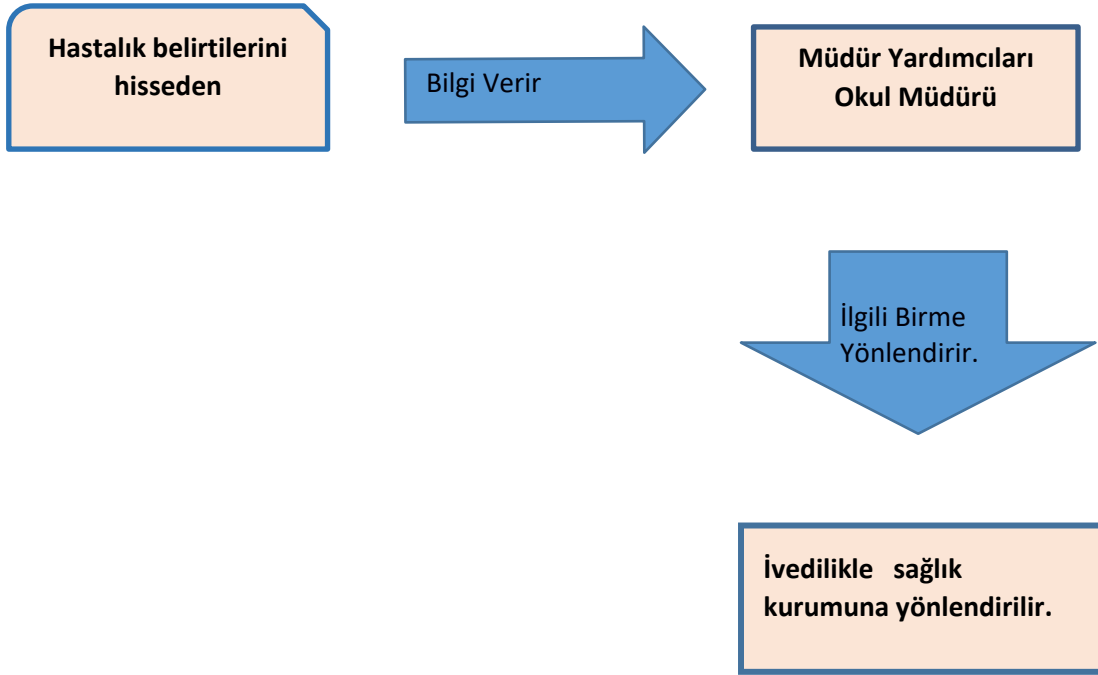 Hastalık belirtilerini
hisseden
Bilgi Verir
Müdür Yardımcıları
Okul Müdürü
İlgili Birme
Yönlendirir.
İvedilikle sağlık
kurumuna yönlendirilir.